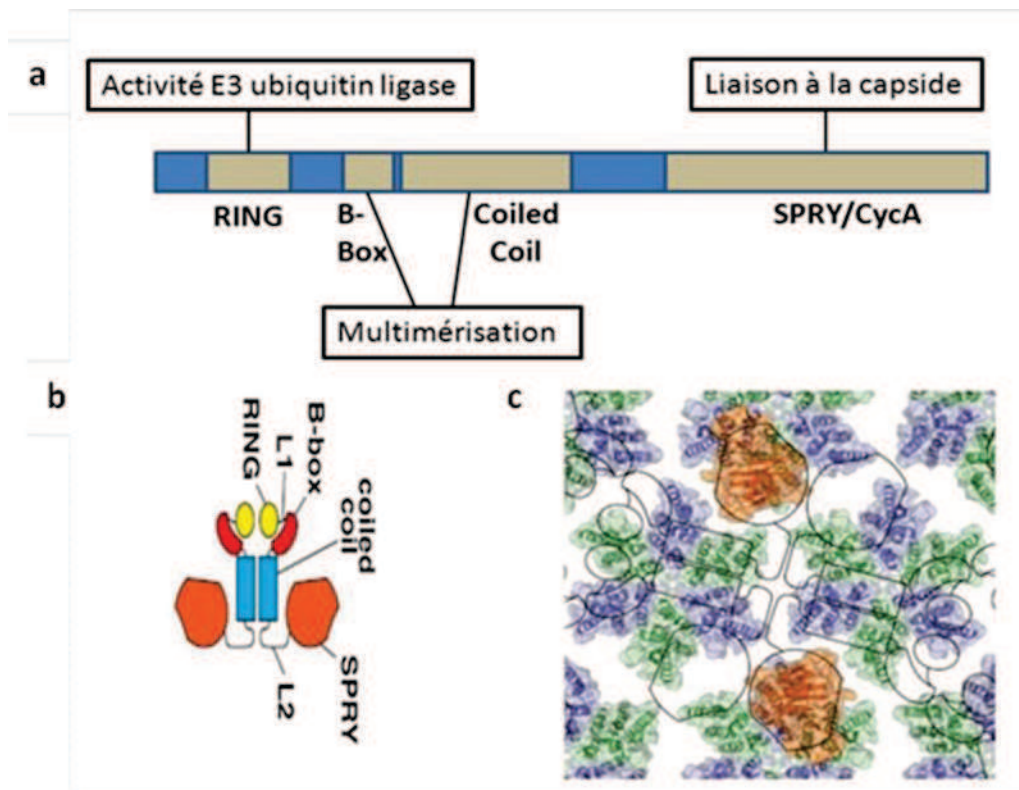 a
Activité E3 ubiquitin ligase
Liaison à la capside
RING
B-
Box
Coiled
Coil
SPRY/CycA
Multimérisation
b
RING
L1
B-box
coiled
coil
L2
SPRY
c